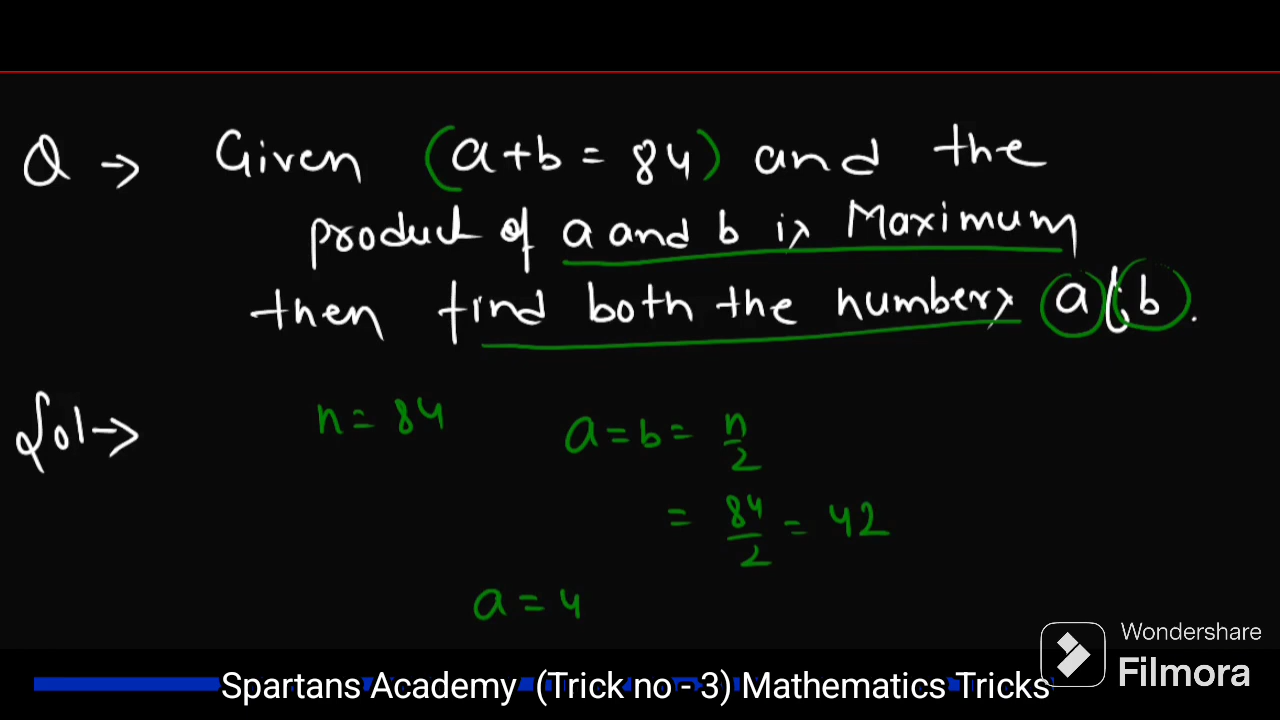 Q → Given (a+b = 84) and the
product of a and b is Maximum
then find both the numbers a & b.
Sol → n = 84 a = b = n/2
= 84/2 = 42
a = 4
Wondershare
Filmora
Spartans Academy (Trick no - 3) Mathematics Tricks